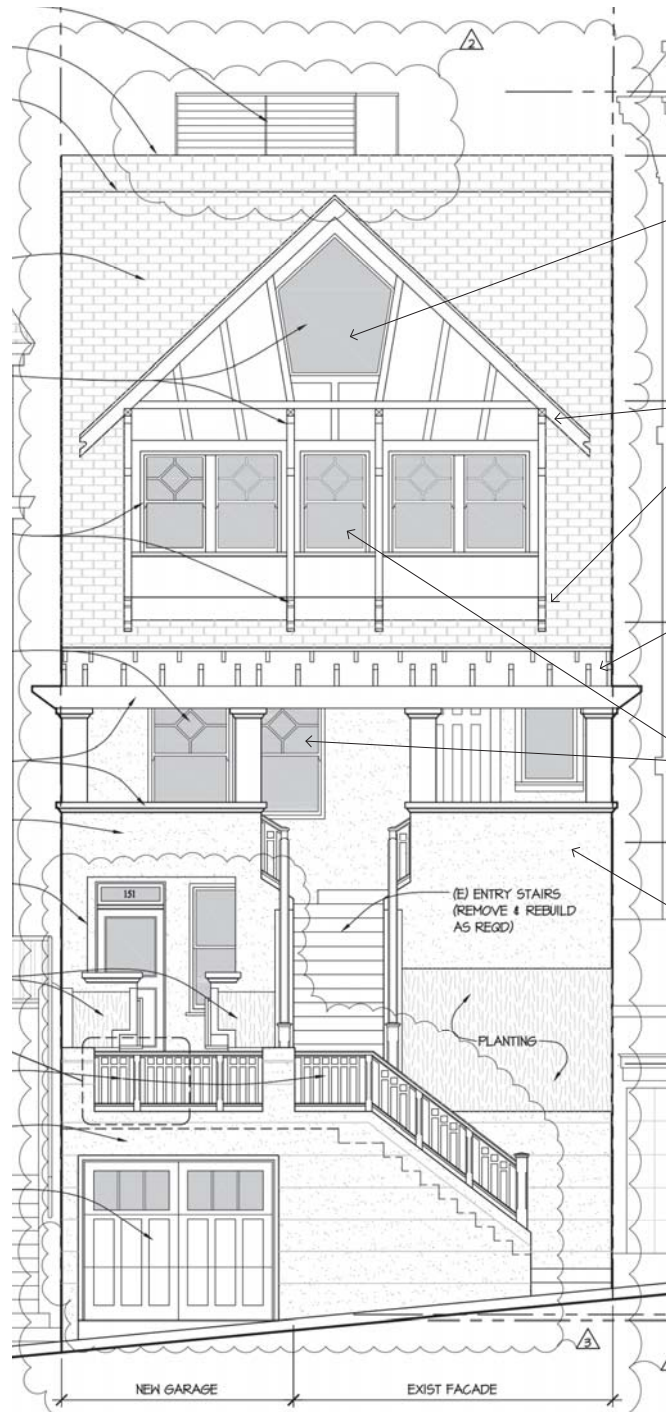 2
151
(E) ENTRY STAIRS
(REMOVE & REBUILD
AS REQD)
PLANTING
3
NEW GARAGE
EXIST FACADE